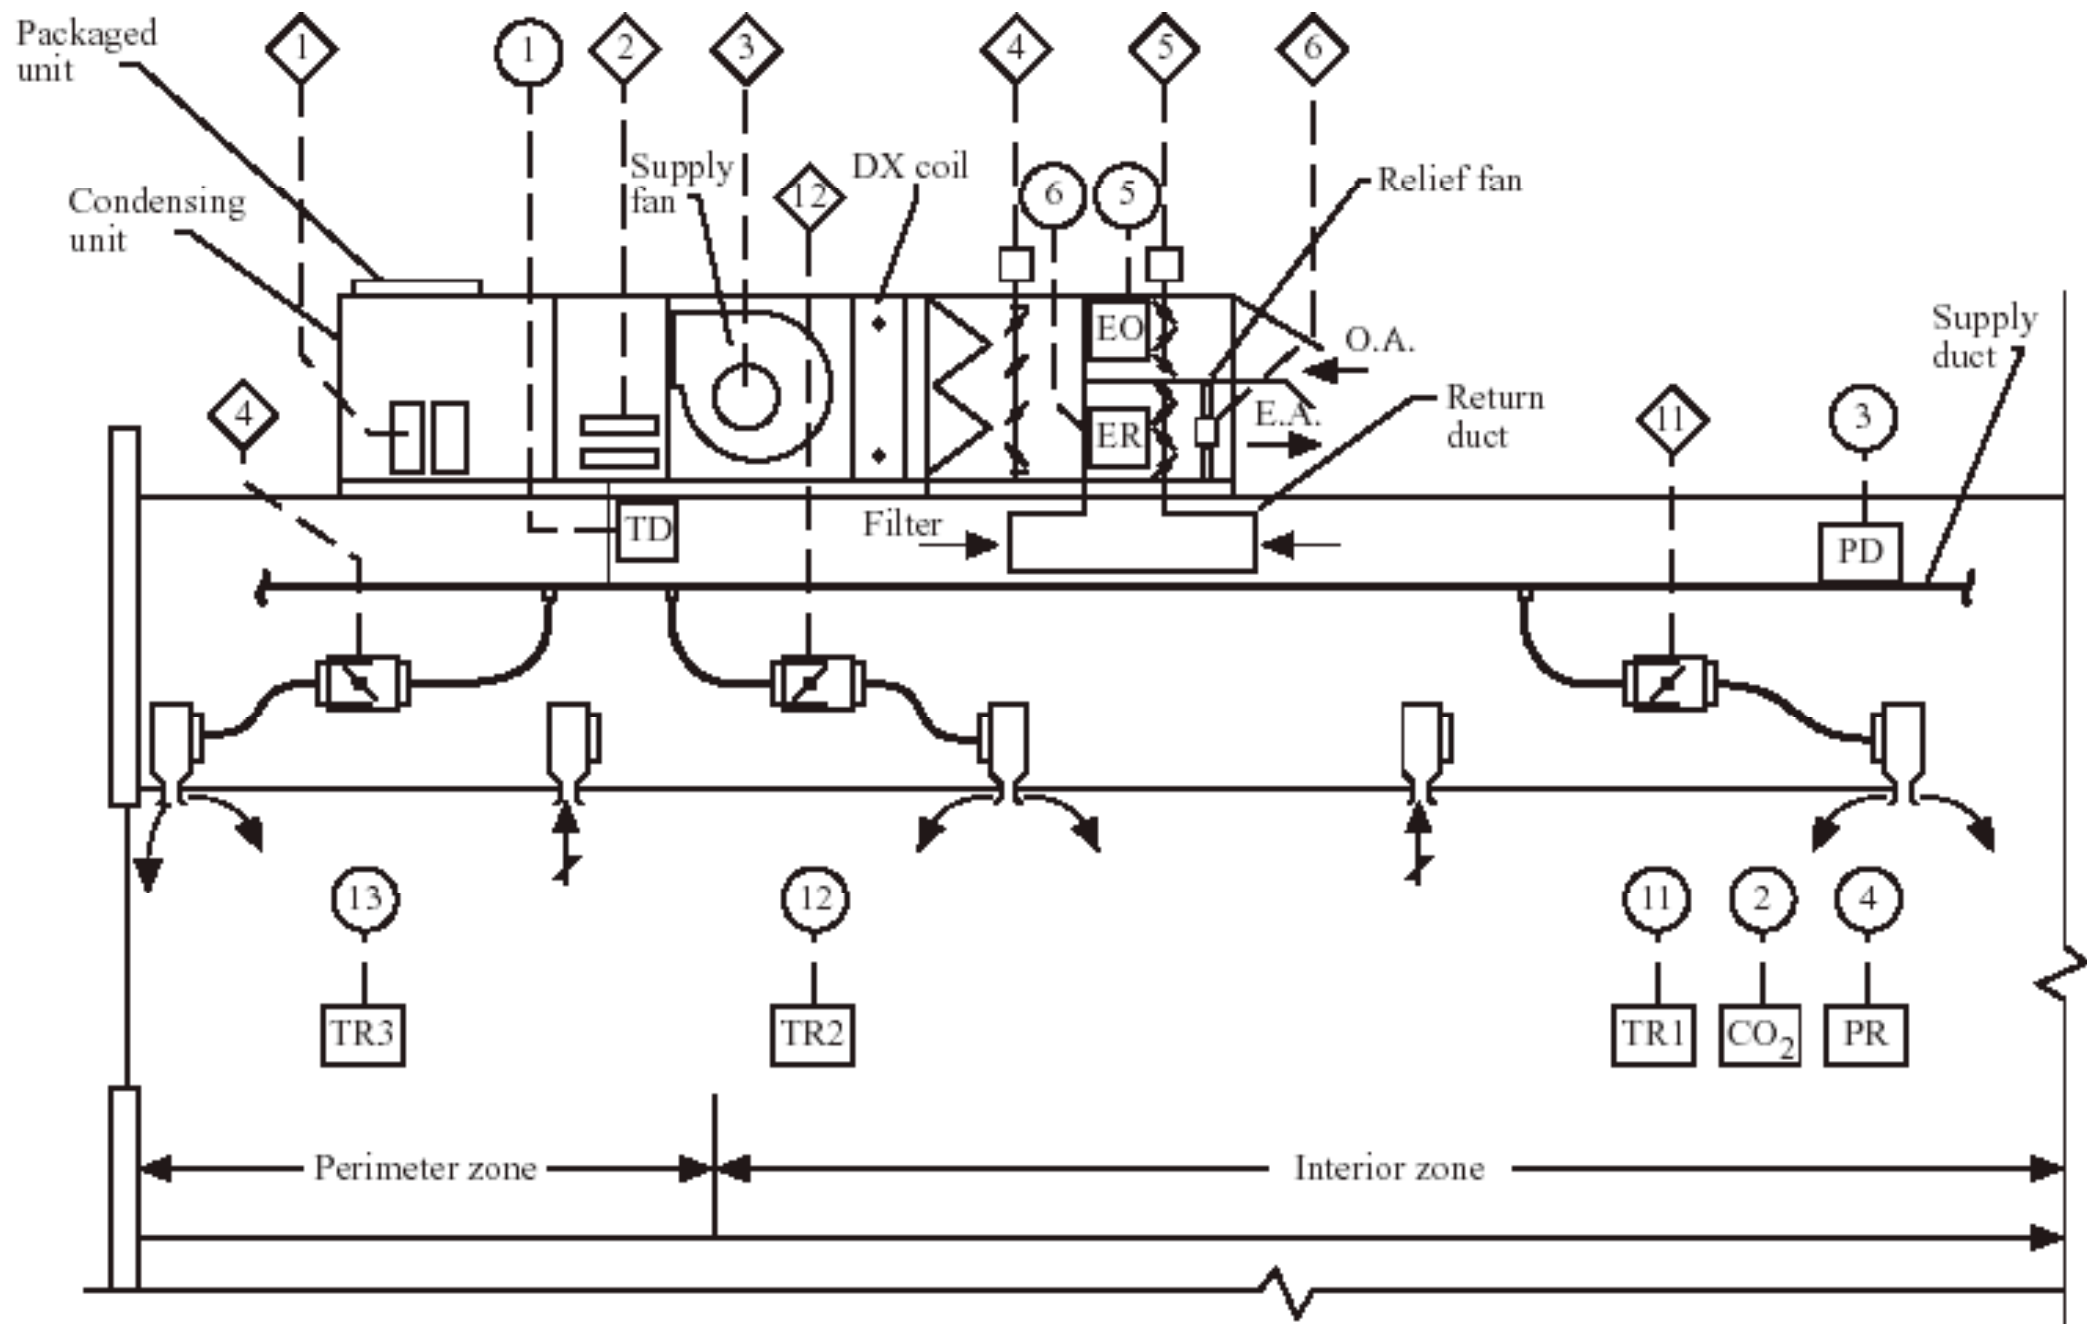 Packaged
unit
1
1
2
3
4
5
6
Supply
fan
12
DX coil
6
5
Relief fan
Condensing
unit
EO
O.A.
Supply
duct
4
ER
E.A.
Return
duct
11
3
TD
Filter
PD
13
12
11
2
4
TR3
TR2
TR1
CO2
PR
Perimeter zone
Interior zone